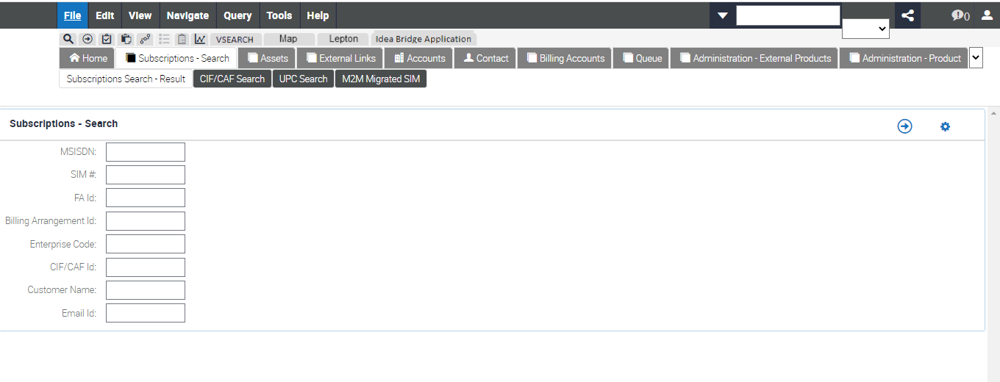 File Edit View Navigate Query Tools Help 0
VSEARCH Map Lepton Idea Bridge Application
Home Subscriptions - Search Assets External Links Accounts Contact Billing Accounts Queue Administration - External Products Administration - Product
Subscriptions Search - Result CIF/CAF Search UPC Search M2M Migrated SIM
Subscriptions - Search
MSISDN:
SIM #:
FA Id:
Billing Arrangement Id:
Enterprise Code:
CIF/CAF Id:
Customer Name:
Email Id: